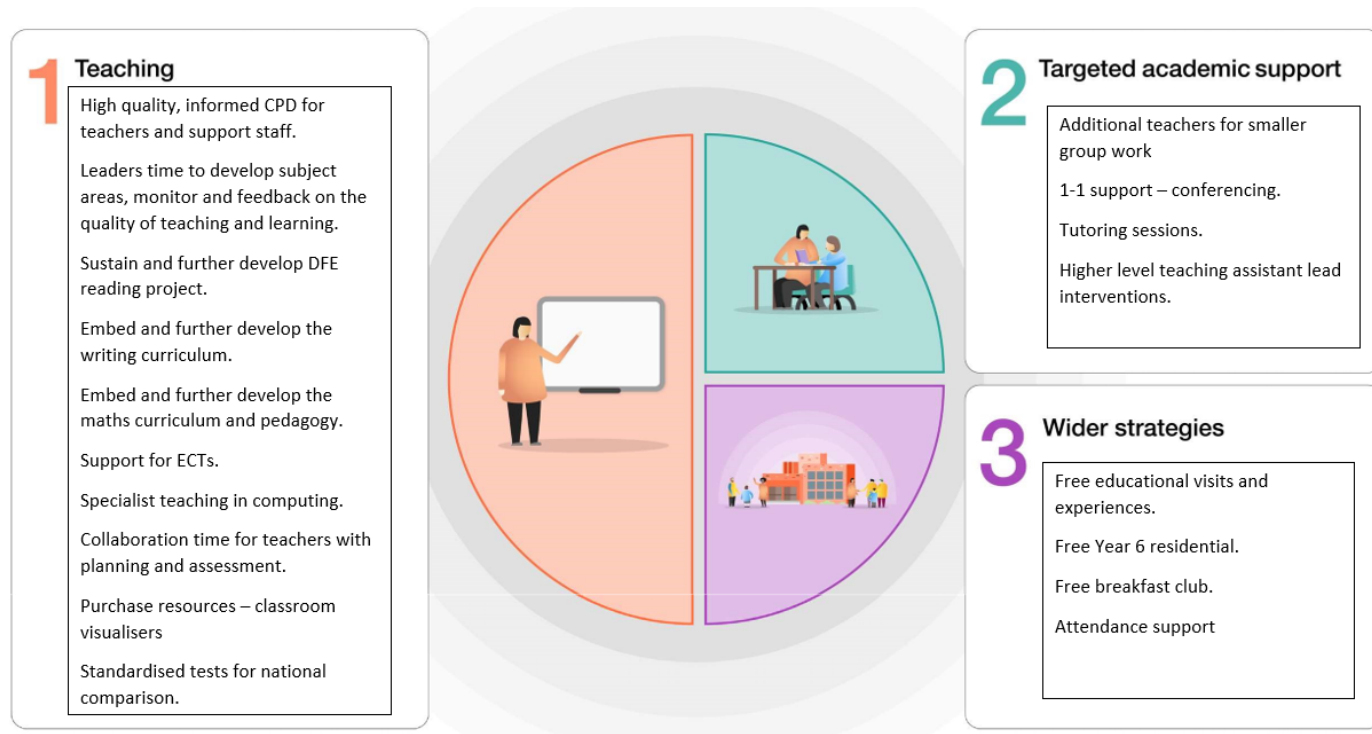 1
Teaching
High quality, informed CPD for
teachers and support staff.
Leaders time to develop subject
areas, monitor and feedback on the
quality of teaching and learning.
Sustain and further develop DFE
reading project.
Embed and further develop the
writing curriculum.
Embed and further develop the
maths curriculum and pedagogy.
Support for ECTs.
Specialist teaching in computing.
Collaboration time for teachers with
planning and assessment.
Purchase resources – classroom
visualisers
Standardised tests for national
comparison.
2
Targeted academic support
Additional teachers for smaller
group work
1-1 support – conferencing.
Tutoring sessions.
Higher level teaching assistant lead
interventions.
3
Wider strategies
Free educational visits and
experiences.
Free Year 6 residential.
Free breakfast club.
Attendance support